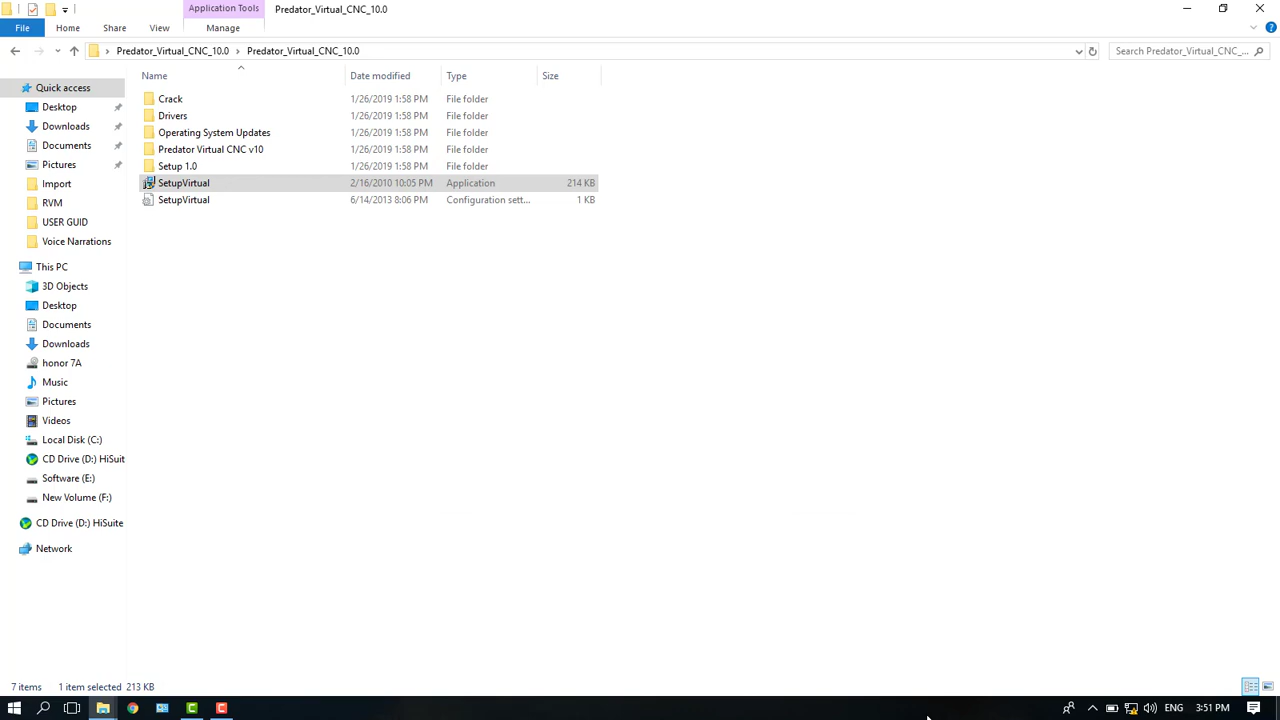 Application Tools
Predator_Virtual_CNC_10.0
File
Home
Share
View
Manage
Predator_Virtual_CNC_10.0
Predator_Virtual_CNC_10.0
Search Predator_Virtual_CNC_...
Name
Date modified
Type
Size
Quick access
Desktop
Downloads
Documents
Pictures
Import
RVM
USER GUID
Voice Narrations
This PC
3D Objects
Desktop
Documents
Downloads
honor 7A
Music
Pictures
Videos
Local Disk (C:)
CD Drive (D:) HiSuit
Software (E:)
New Volume (F:)
CD Drive (D:) HiSuite
Network
Crack 1/26/2019 1:58 PM File folder
Drivers 1/26/2019 1:58 PM File folder
Operating System Updates 1/26/2019 1:58 PM File folder
Predator Virtual CNC v10 1/26/2019 1:58 PM File folder
Setup 1.0 1/26/2019 1:58 PM File folder
SetupVirtual 2/16/2010 10:05 PM Application 214 KB
SetupVirtual 6/14/2013 8:06 PM Configuration sett... 1 KB
7 items 1 item selected 213 KB
ENG 3:51 PM